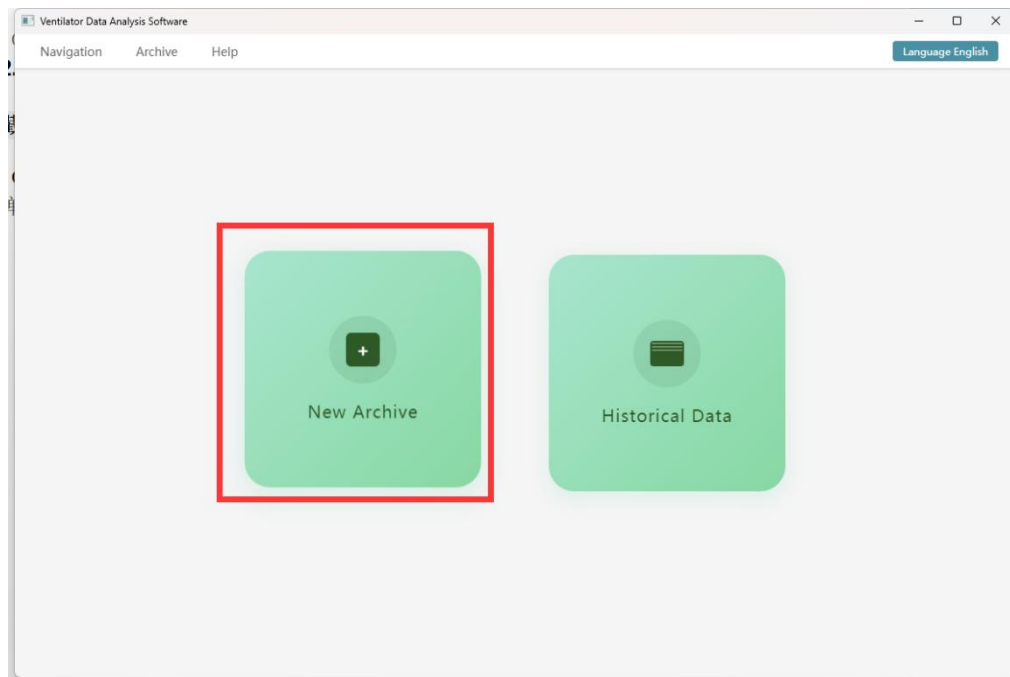 Ventilator Data Analysis Software
Navigation Archive Help Language English
New Archive
Historical Data